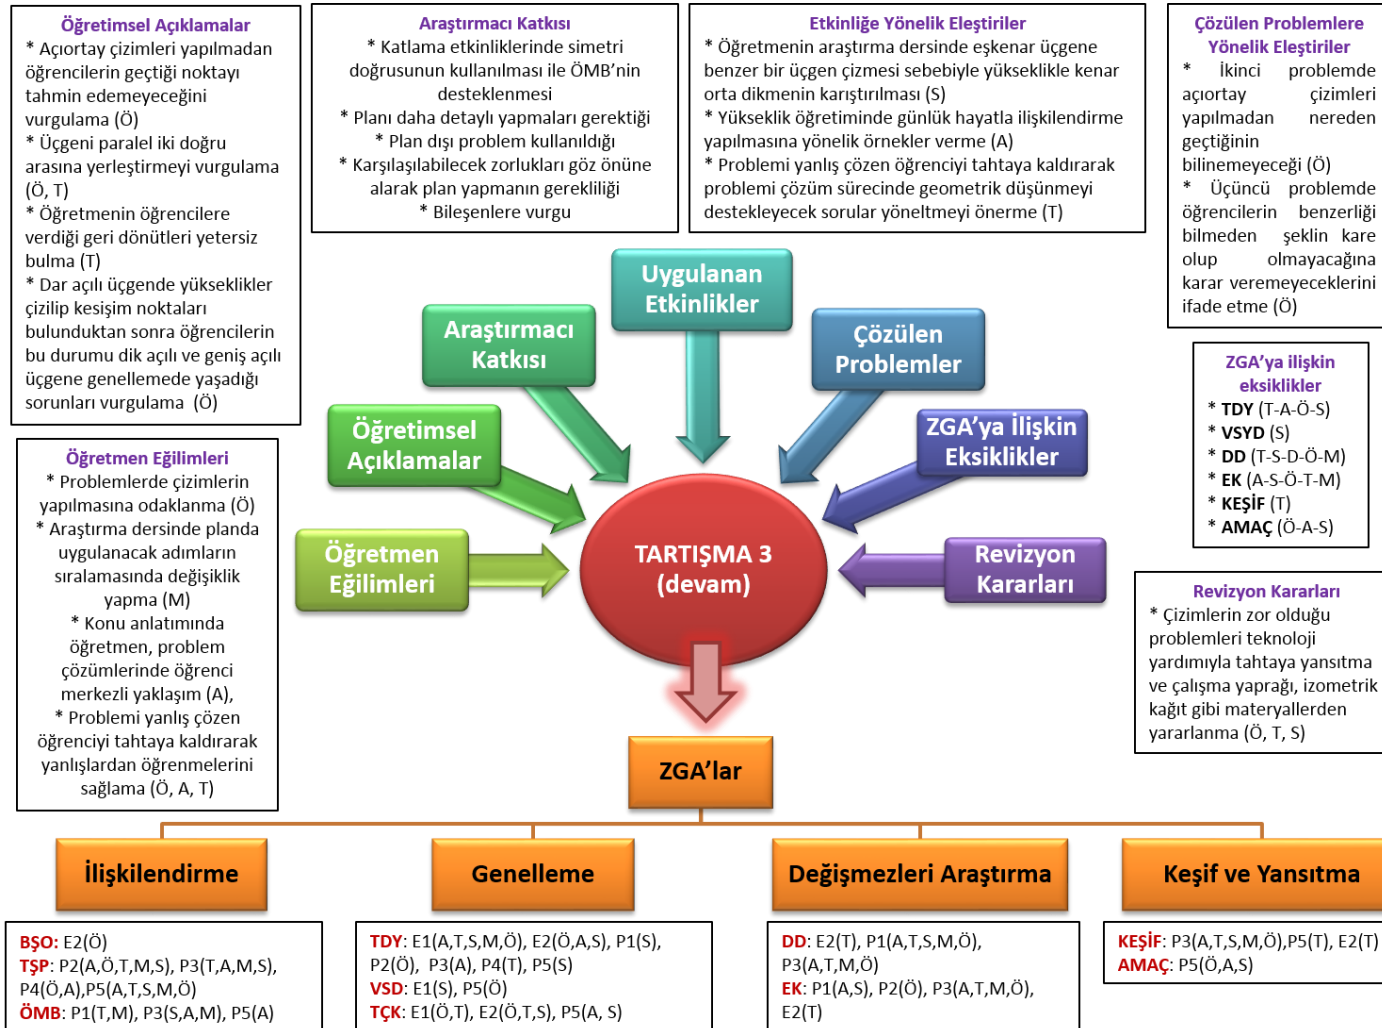 Öğretimsel Açıklamalar
* Açıortay çizimleri yapılmadan
öğrencilerin geçtiği noktayı
tahmin edemeyeceğini
vurgulama (Ö)
* Üçgeni paralel iki doğru
arasına yerleştirmeyi vurgulama
(Ö, T)
* Öğretmenin öğrencilere
verdiği geri dönütleri yetersiz
bulma (T)
* Dar açılı üçgende yükseklikler
çizilip kesişim noktaları
bulunduktan sonra öğrencilerin
bu durumu dik açılı ve geniş açılı
üçgene genellemede yaşadığı
sorunları vurgulama (Ö)
Araştırmacı Katkısı
* Katlama etkinliklerinde simetri
doğrusunun kullanılması ile ÖMB'nin
desteklenmesi
* Planı daha detaylı yapmaları gerektiği
* Plan dışı problem kullanıldığı
* Karşılaşılabilecek zorlukları göz önüne
alarak plan yapmanın gerekliliği
* Bileşenlere vurgu
Etkinliğe Yönelik Eleştiriler
* Öğretmenin araştırma dersinde eşkenar üçgene
benzer bir üçgen çizmesi sebebiyle yükseklikle kenar
orta dikmenin karıştırılması (S)
* Yükseklik öğretiminde günlük hayatla ilişkilendirme
yapılmasına yönelik örnekler verme (A)
* Problemi yanlış çözen öğrenciyi tahtaya kaldırarak
problemi çözüm sürecinde geometrik düşünmeyi
destekleyecek sorular yöneltmeyi önerme (T)
Çözülen Problemlere
Yönelik Eleştiriler
* İkinci problemde
açıortay çizimleri
yapılmadan nereden
geçtiğinin
bilinemeyeceği (Ö)
* Üçüncü problemde
öğrencilerin benzerliği
bilmeden şeklin kare
olup olmayacağına
karar veremeyeceklerini
ifade etme (Ö)
Uygulanan
Etkinlikler
Araştırmacı
Katkısı
Çözülen
Problemler
Öğretimsel
Açıklamalar
ZGA'ya İlişkin
Eksiklikler
Öğretmen
Eğilimleri
TARTIŞMA 3
(devam)
Revizyon
Kararları
ZGA'ya ilişkin
eksiklikler
* TDY (T-A-Ö-S)
* VSYD (S)
* DD (T-S-D-Ö-M)
* EK (A-S-Ö-T-M)
* KEŞİF (T)
* AMAÇ (Ö-A-S)
Öğretmen Eğilimleri
* Problemlerde çizimlerin
yapılmasına odaklanma (Ö)
* Araştırma dersinde planda
uygulanacak adımların
sıralamasında değişiklik
yapma (M)
* Konu anlatımında
öğretmen, problem
çözümlerinde öğrenci
merkezli yaklaşım (A),
* Problemi yanlış çözen
öğrenciyi tahtaya kaldırarak
yanlışlardan öğrenmelerini
sağlama (Ö, A, T)
Revizyon Kararları
* Çizimlerin zor olduğu
problemleri teknoloji
yardımıyla tahtaya yansıtma
ve çalışma yaprağı, izometrik
kağıt gibi materyallerden
yararlanma (Ö, T, S)
ZGA'lar
İlişkilendirme
Genelleme
Değişmezleri Araştırma
Keşif ve Yansıtma
BŞO: E2(Ö)
TŞP: P2(A,Ö,T,M,S), P3(T,A,M,S),
P4(Ö,A),P5(A,T,S,M,Ö)
ÖMB: P1(T,M), P3(S,A,M), P5(A)
TDY: E1(A,T,S,M,Ö), E2(Ö,A,S), P1(S),
P2(Ö), P3(A), P4(T), P5(S)
VSD: E1(S), P5(Ö)
TÇK: E1(Ö,T), E2(Ö,T,S), P5(A, S)
DD: E2(T), P1(A,T,S,M,Ö),
P3(A,T,M,Ö)
EK: P1(A,S), P2(Ö), P3(A,T,M,Ö),
E2(T)
KEŞİF: P3(A,T,S,M,Ö),P5(T), E2(T)
AMAÇ: P5(Ö,A,S)